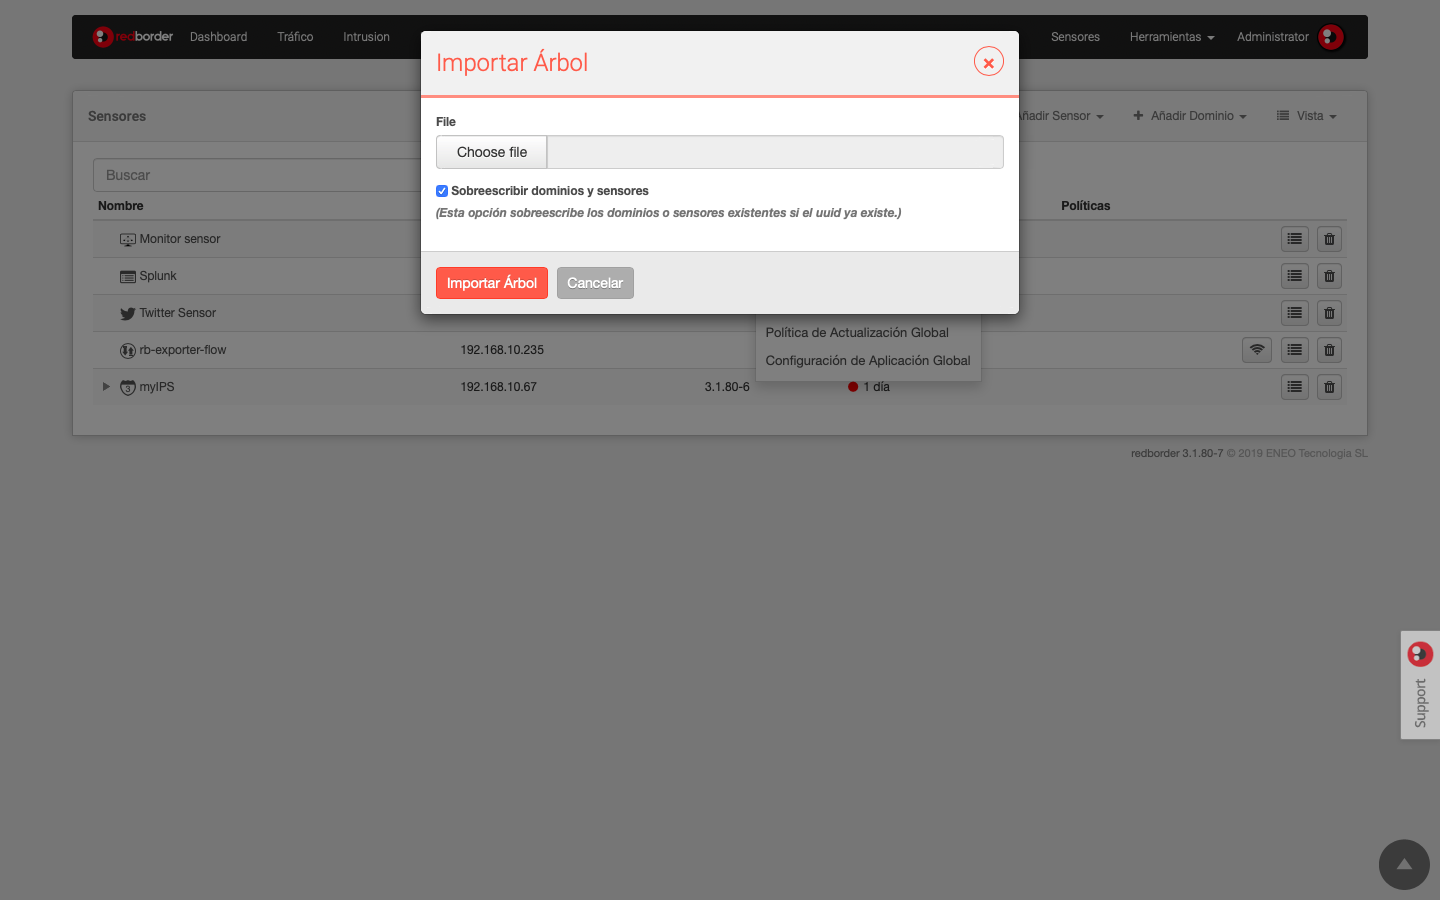 redborder Dashboard Tráfico Intrusion Sensores Herramientas Administrator
Importar Árbol
Sensores
Añadir Sensor Añadir Dominio Vista
File
Choose file
Buscar
Sobreescribir dominios y sensores
(Esta opción sobreescribe los dominios o sensores existentes si el uuid ya existe.)
Nombre Políticas
Monitor sensor
Splunk
Importar Árbol Cancelar
Twitter Sensor
Política de Actualización Global
rb-exporter-flow 192.168.10.235
Configuración de Aplicación Global
3 myIPS 192.168.10.67 3.1.80-6 1 día
redborder 3.1.80-7 © 2019 ENEO Tecnologia SL
Support